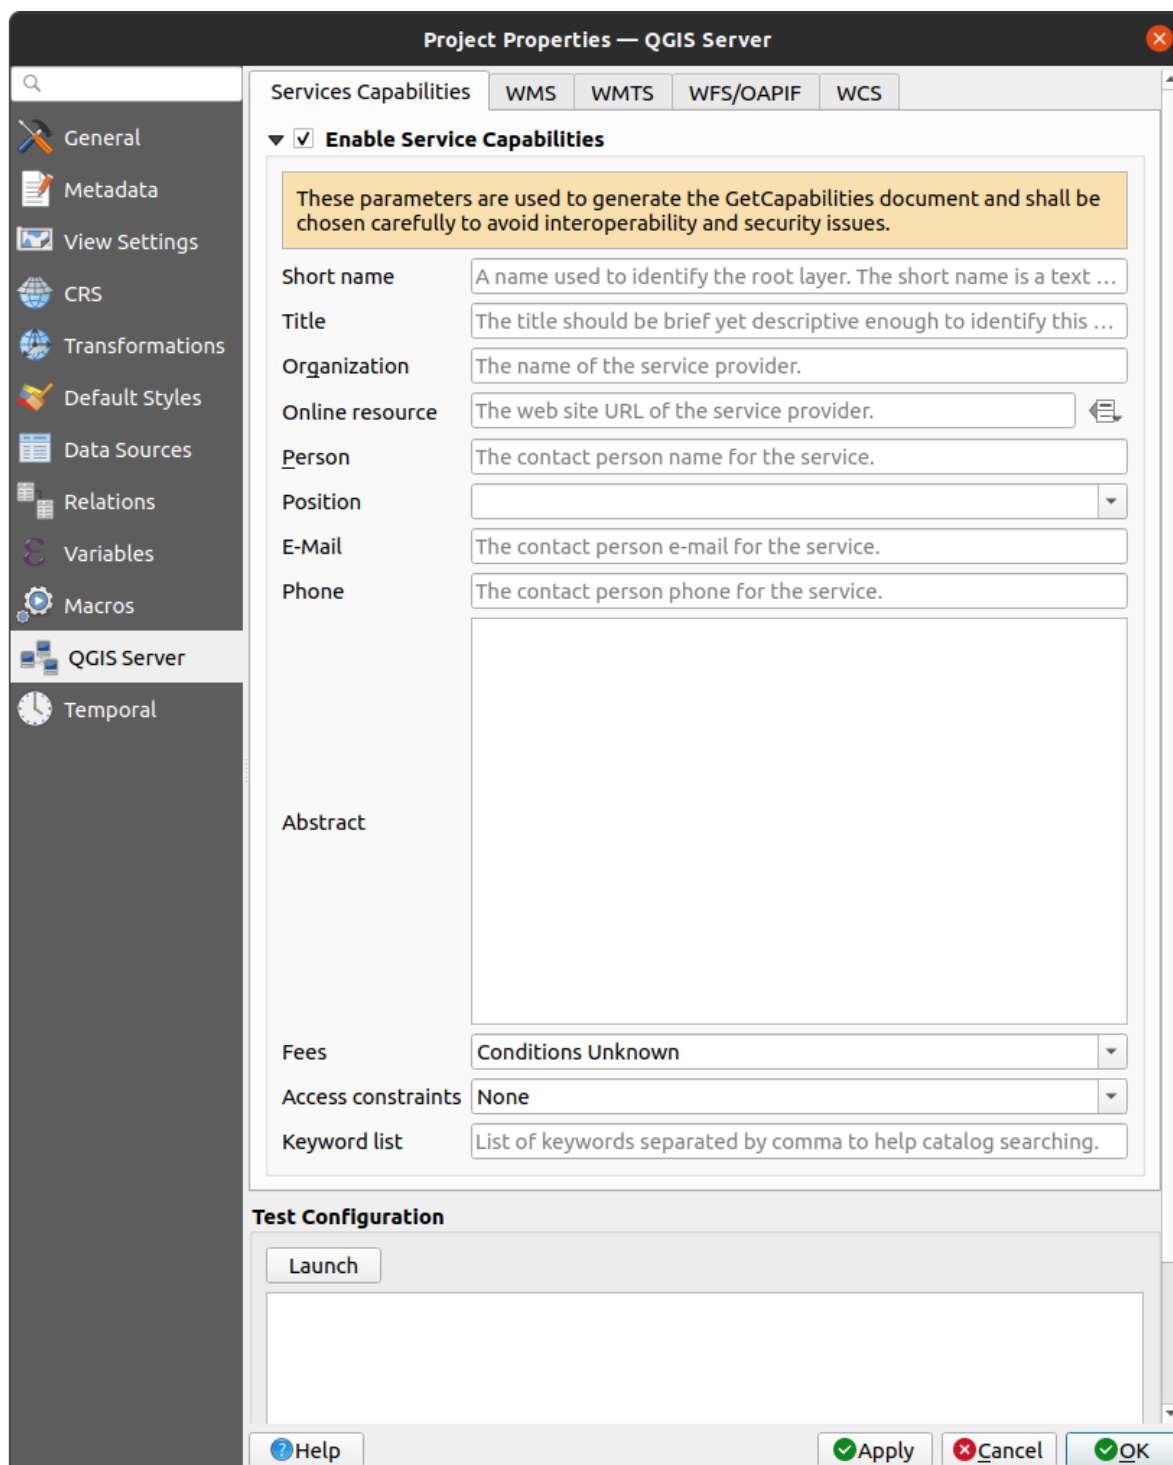 Project Properties — QGIS Server
General
Metadata
View Settings
CRS
Transformations
Default Styles
Data Sources
Relations
Variables
Macros
QGIS Server
Temporal
Services Capabilities WMS WMTS WFS/OAPIF WCS
Enable Service Capabilities
These parameters are used to generate the GetCapabilities document and shall be
chosen carefully to avoid interoperability and security issues.
Short name A name used to identify the root layer. The short name is a text ...
Title The title should be brief yet descriptive enough to identify this ...
Organization The name of the service provider.
Online resource The web site URL of the service provider.
Person The contact person name for the service.
Position
E-Mail The contact person e-mail for the service.
Phone The contact person phone for the service.
Abstract
Fees Conditions Unknown
Access constraints None
Keyword list List of keywords separated by comma to help catalog searching.
Test Configuration
Launch
Help Apply Cancel OK